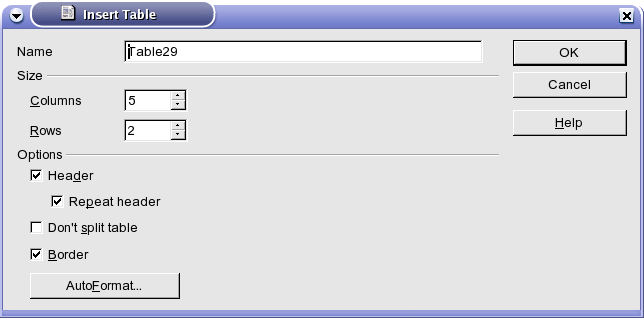 Insert Table
Name Table29 OK
Size
Cancel
Columns 5
Rows 2 Help
Options
Header
Repeat header
Don't split table
Border
AutoFormat...